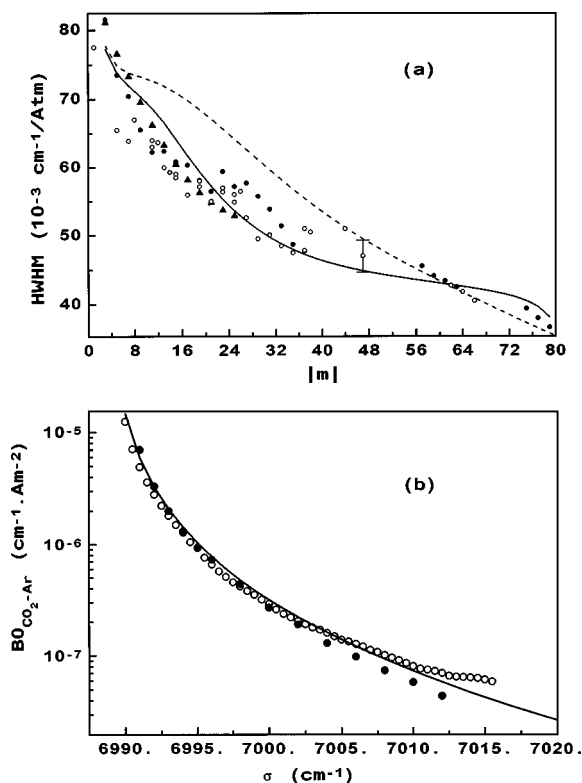 80
70
60
50
40
HWHM (10⁻³ cm⁻¹/Atm)
(a)
0 8 16 24 32 40 48 56 64 72 80
|m|
10⁻⁵
10⁻⁶
10⁻⁷
B0CO₂-Ar (cm⁻¹.Am⁻²)
(b)
6990. 6995. 7000. 7005. 7010. 7015. 7020.
σ (cm⁻¹)